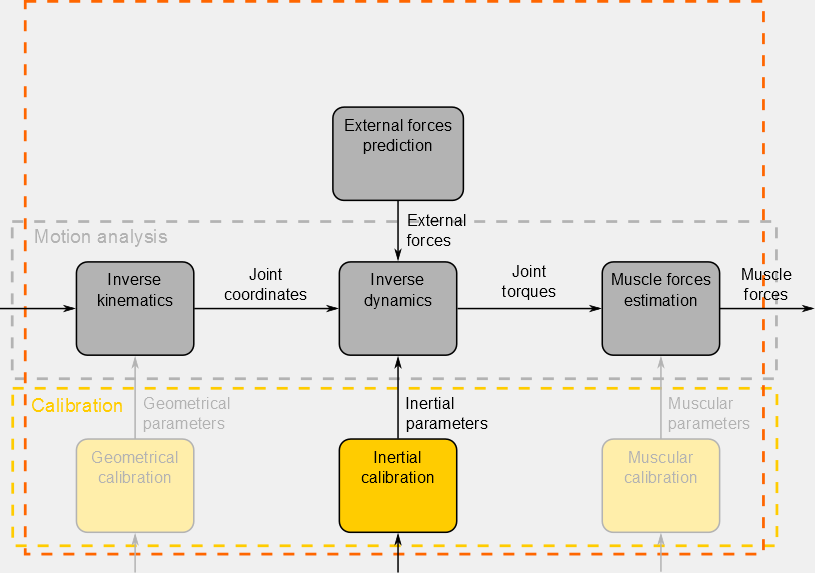 External forces
prediction
External
forces
Motion analysis
Inverse
kinematics
Joint
coordinates
Inverse
dynamics
Joint
torques
Muscle forces
estimation
Muscle
forces
Calibration
Geometrical
parameters
Inertial
parameters
Muscular
parameters
Geometrical
calibration
Inertial
calibration
Muscular
calibration